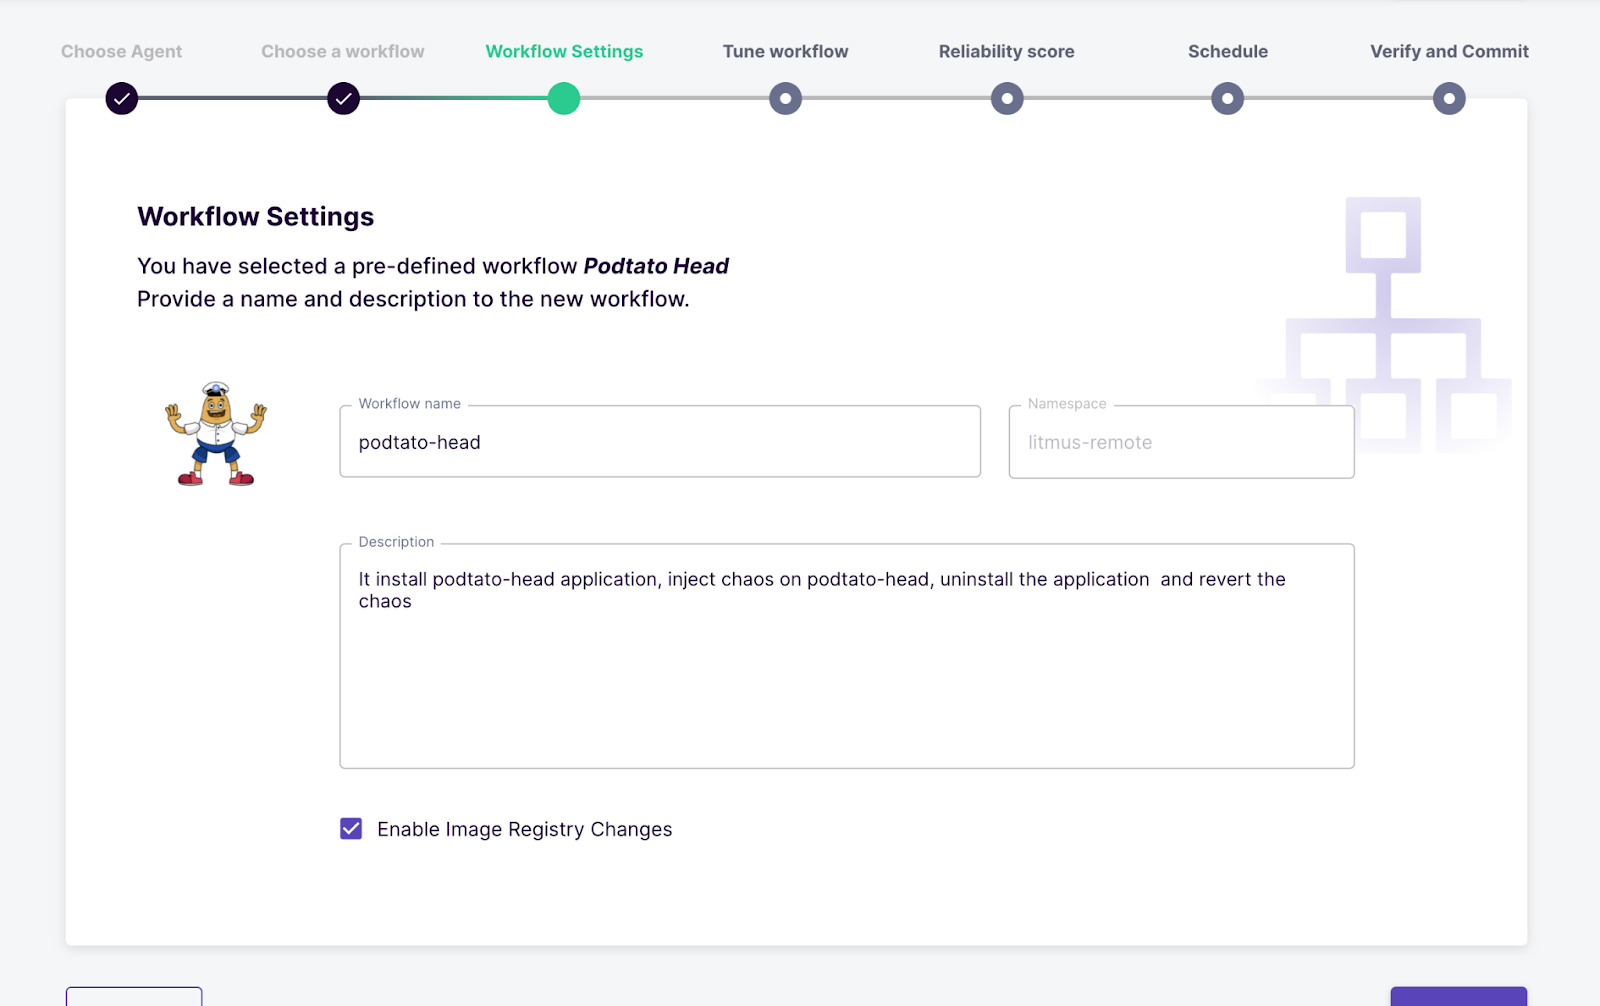 Choose Agent
Choose a workflow
Workflow Settings
Tune workflow
Reliability score
Schedule
Verify and Commit
Workflow Settings
You have selected a pre-defined workflow Podtato Head
Provide a name and description to the new workflow.
Workflow name
podtato-head
Namespace
litmus-remote
Description
It install podtato-head application, inject chaos on podtato-head, uninstall the application  and revert the
chaos
Enable Image Registry Changes